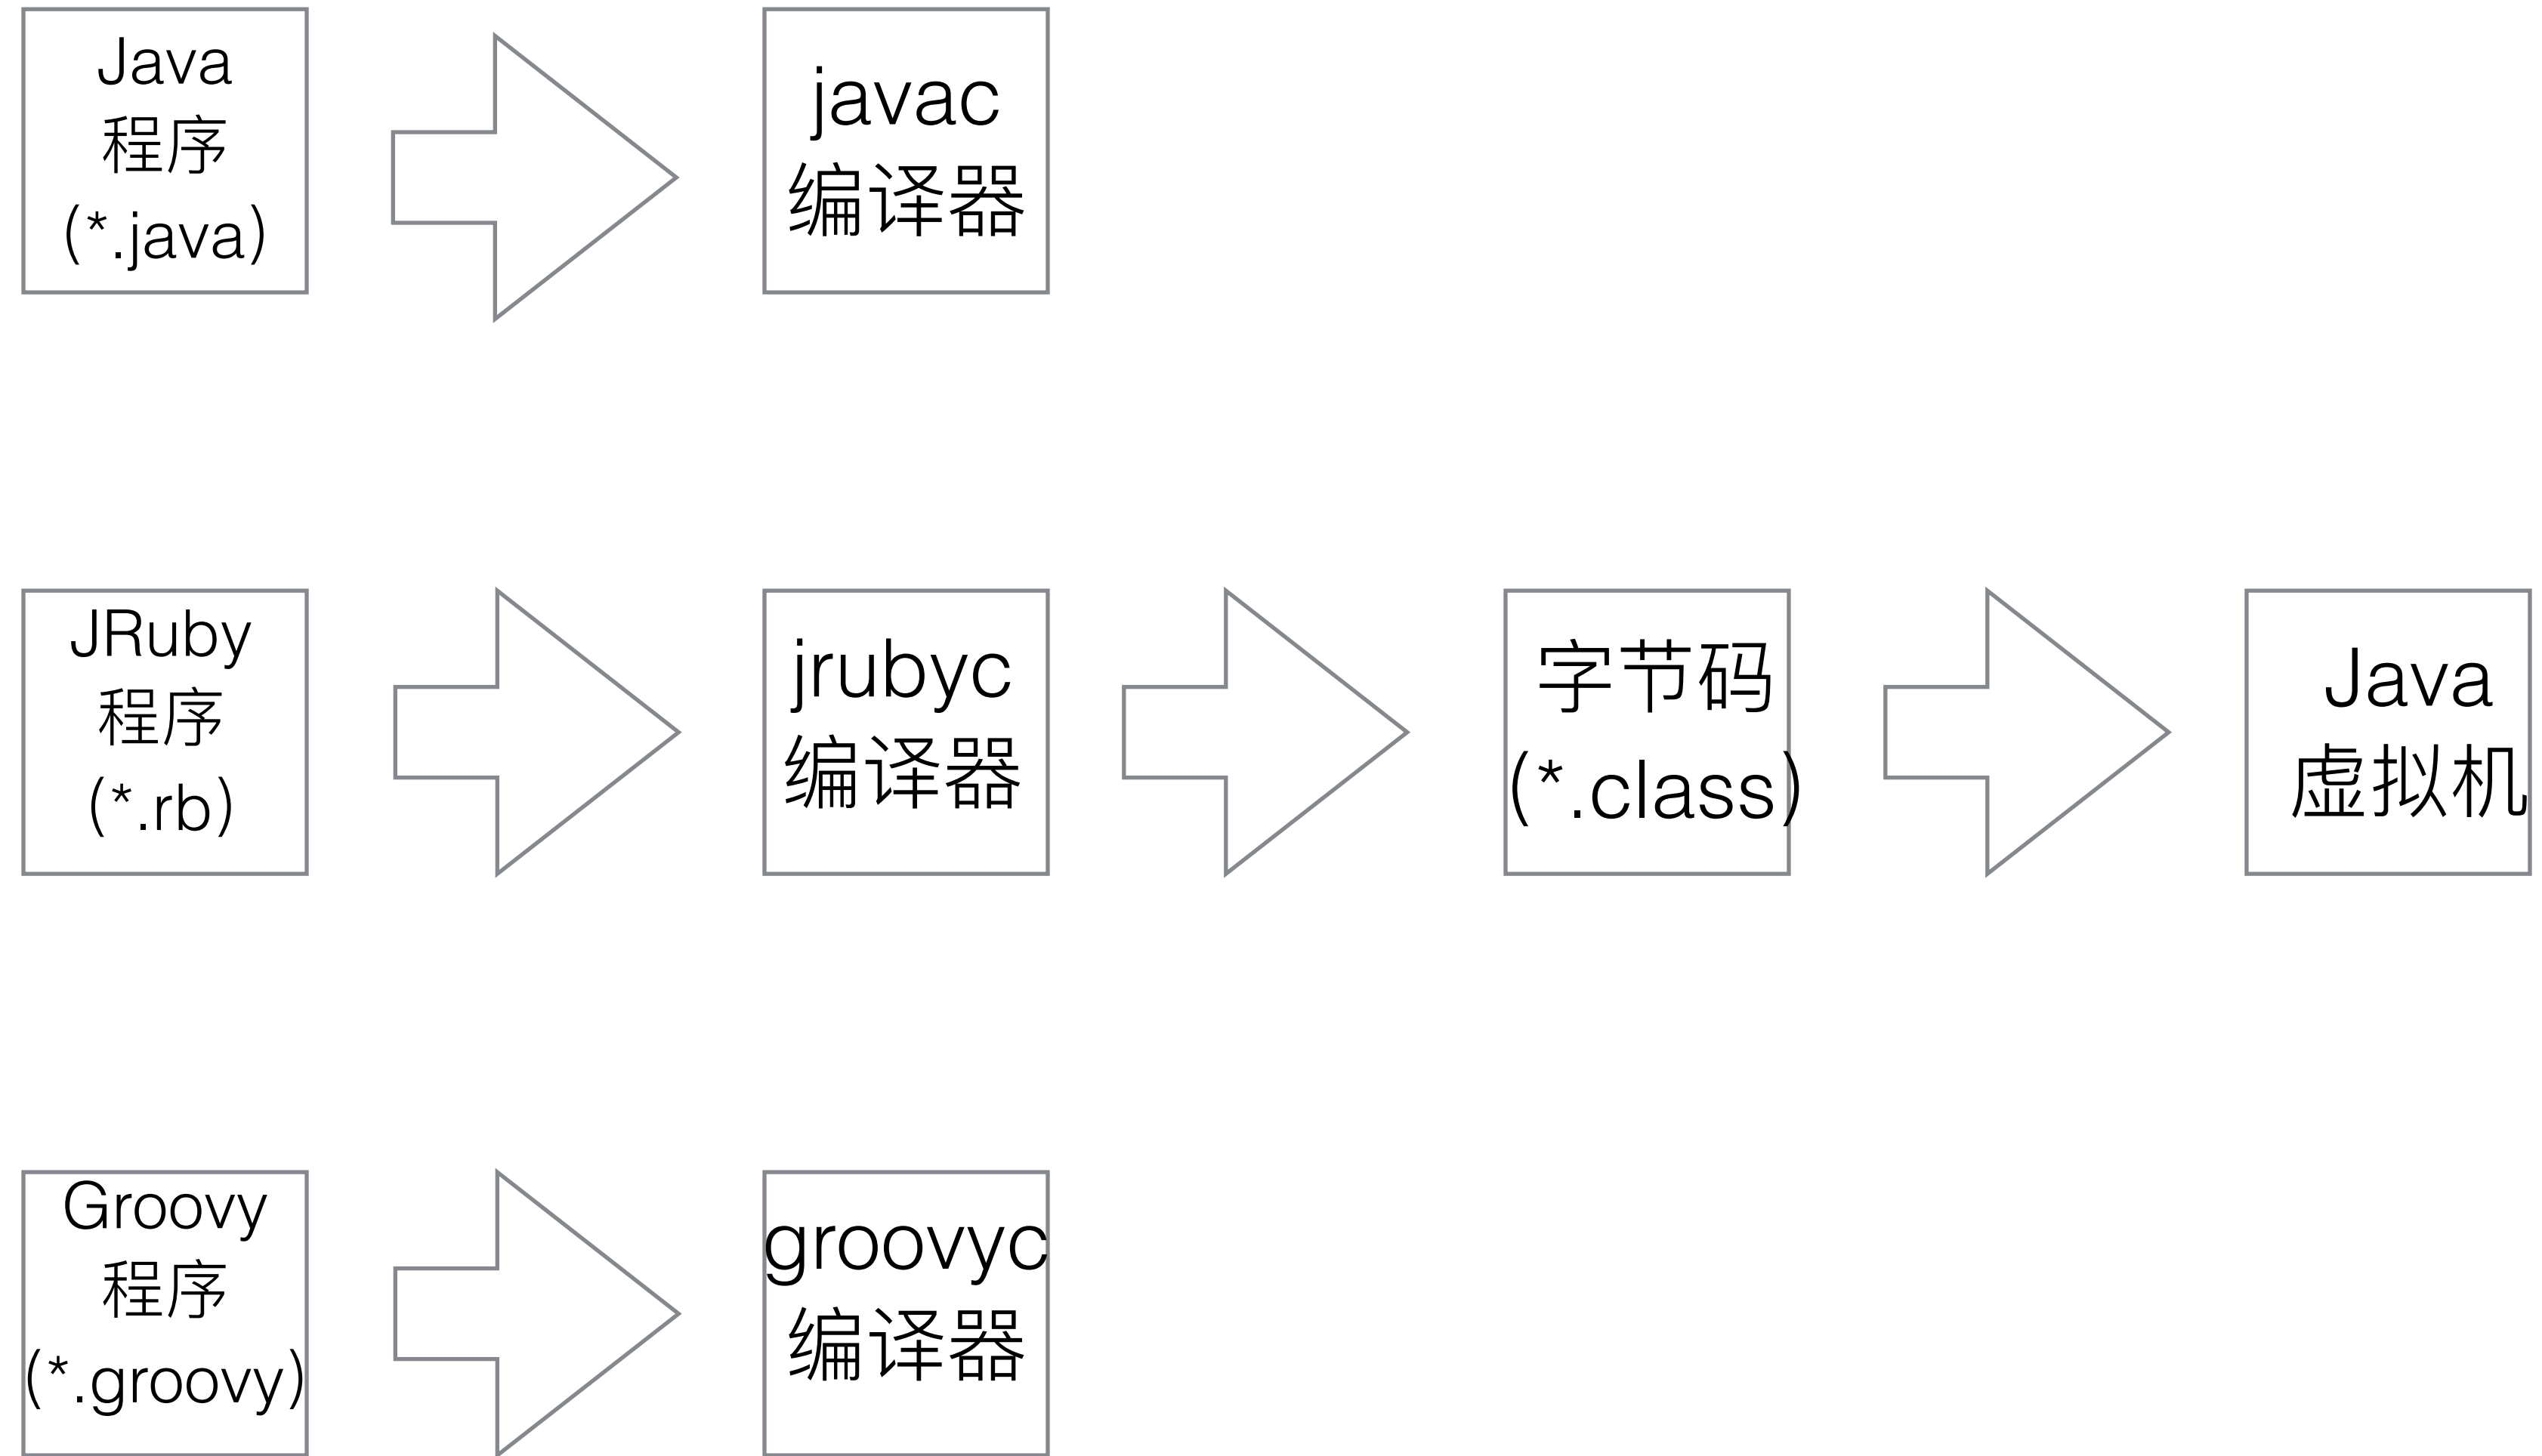 Java
程序
(*.java)
javac
编译器
JRuby
程序
(*.rb)
jrubyc
编译器
字节码
(*.class)
Java
虚拟机
Groovy
程序
(*.groovy)
groovyc
编译器